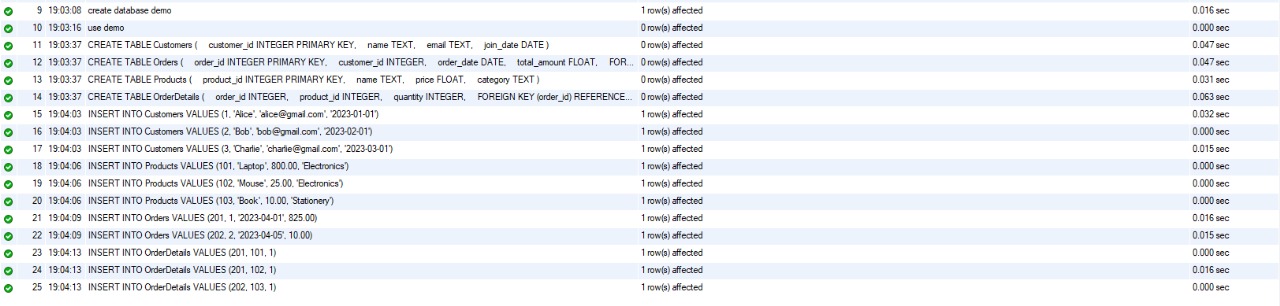 9 19:03:08 create database demo 1 row(s) affected 0.016 sec
10 19:03:16 use demo 0 row(s) affected 0.000 sec
11 19:03:37 CREATE TABLE Customers ( customer_id INTEGER PRIMARY KEY, name TEXT, email TEXT, join_date DATE ) 0 row(s) affected 0.047 sec
12 19:03:37 CREATE TABLE Orders ( order_id INTEGER PRIMARY KEY, customer_id INTEGER, order_date DATE, total_amount FLOAT, FOR... 0 row(s) affected 0.047 sec
13 19:03:37 CREATE TABLE Products ( product_id INTEGER PRIMARY KEY, name TEXT, price FLOAT, category TEXT ) 0 row(s) affected 0.031 sec
14 19:03:37 CREATE TABLE OrderDetails ( order_id INTEGER, product_id INTEGER, quantity INTEGER, FOREIGN KEY (order_id) REFERENCE... 0 row(s) affected 0.063 sec
15 19:04:03 INSERT INTO Customers VALUES (1, 'Alice', 'alice@gmail.com', '2023-01-01') 1 row(s) affected 0.032 sec
16 19:04:03 INSERT INTO Customers VALUES (2, 'Bob', 'bob@gmail.com', '2023-02-01') 1 row(s) affected 0.000 sec
17 19:04:03 INSERT INTO Customers VALUES (3, 'Charlie', 'charlie@gmail.com', '2023-03-01') 1 row(s) affected 0.015 sec
18 19:04:06 INSERT INTO Products VALUES (101, 'Laptop', 800.00, 'Electronics') 1 row(s) affected 0.000 sec
19 19:04:06 INSERT INTO Products VALUES (102, 'Mouse', 25.00, 'Electronics') 1 row(s) affected 0.000 sec
20 19:04:06 INSERT INTO Products VALUES (103, 'Book', 10.00, 'Stationery') 1 row(s) affected 0.000 sec
21 19:04:09 INSERT INTO Orders VALUES (201, 1, '2023-04-01', 825.00) 1 row(s) affected 0.016 sec
22 19:04:09 INSERT INTO Orders VALUES (202, 2, '2023-04-05', 10.00) 1 row(s) affected 0.015 sec
23 19:04:13 INSERT INTO OrderDetails VALUES (201, 101, 1) 1 row(s) affected 0.000 sec
24 19:04:13 INSERT INTO OrderDetails VALUES (201, 102, 1) 1 row(s) affected 0.016 sec
25 19:04:13 INSERT INTO OrderDetails VALUES (202, 103, 1) 1 row(s) affected 0.000 sec